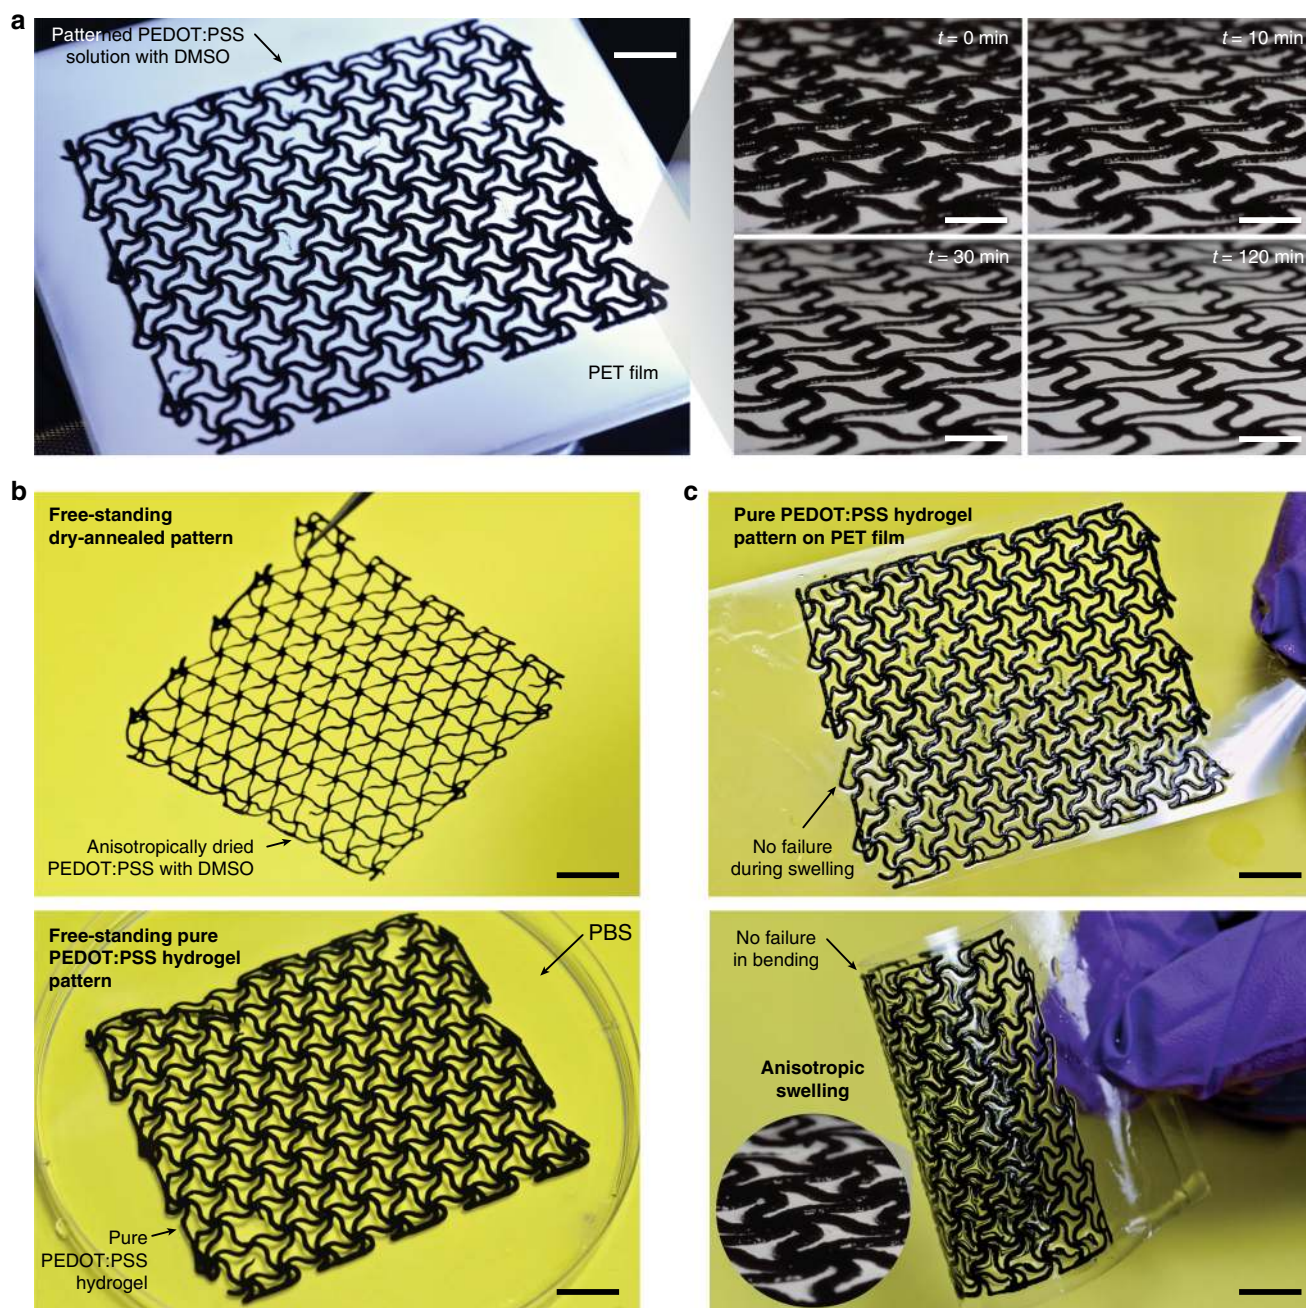 a
Patterned PEDOT:PSS
solution with DMSO
PET film
t = 0 min
t = 10 min
t = 30 min
t = 120 min
b
Free-standing
dry-annealed pattern
Anisotropically dried
PEDOT:PSS with DMSO
Free-standing pure
PEDOT:PSS hydrogel
pattern
PBS
Pure
PEDOT:PSS
hydrogel
c
Pure PEDOT:PSS hydrogel
pattern on PET film
No failure
during swelling
No failure
in bending
Anisotropic
swelling